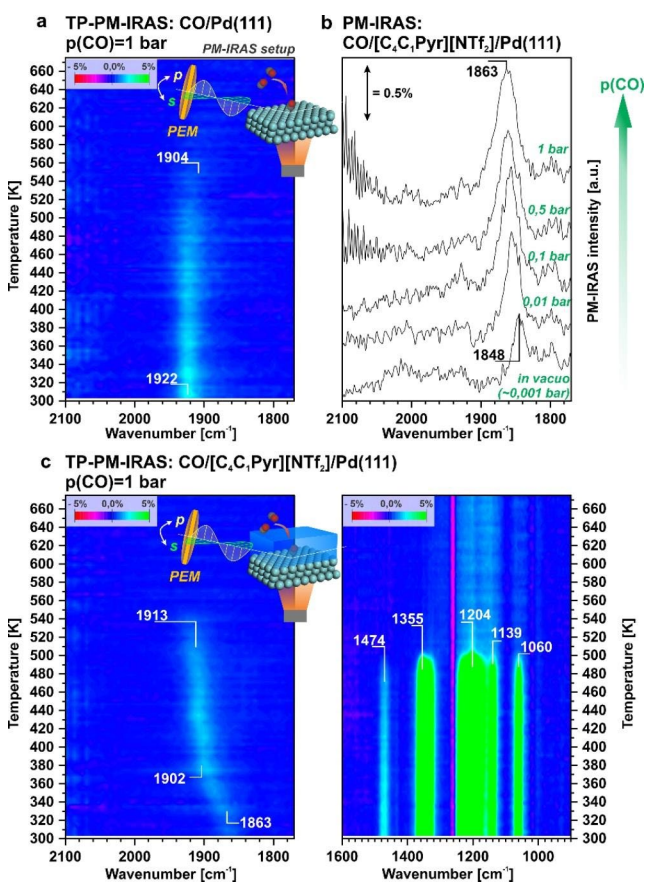 a TP-PM-IRAS: CO/Pd(111)
p(CO)=1 bar
PM-IRAS setup
- 5% 0,0% 5%
p
s
PEM
1904
1922
Temperature [K]
660
640
620
600
580
560
540
520
500
480
460
440
420
400
380
360
340
320
300
2100 2000 1900 1800
Wavenumber [cm⁻¹]
b PM-IRAS:
CO/[C₄C₁Pyr][NTf₂]/Pd(111)
= 0.5%
1863
1 bar
0,5 bar
0,1 bar
0,01 bar
1848
in vacuo
(~0,001 bar)
2100 2000 1900 1800
Wavenumber [cm⁻¹]
PM-IRAS intensity [a.u.]
p(CO)
c TP-PM-IRAS: CO/[C₄C₁Pyr][NTf₂]/Pd(111)
p(CO)=1 bar
- 5% 0,0% 5%
p
s
PEM
1913
1902
1863
Temperature [K]
660
640
620
600
580
560
540
520
500
480
460
440
420
400
380
360
340
320
300
2100 2000 1900 1800
Wavenumber [cm⁻¹]
- 5% 0,0% 5%
1474
1355
1204
1139
1060
660
640
620
600
580
560
540
520
500
480
460
440
420
400
380
360
340
320
300
Temperature [K]
1600 1400 1200 1000
Wavenumber [cm⁻¹]